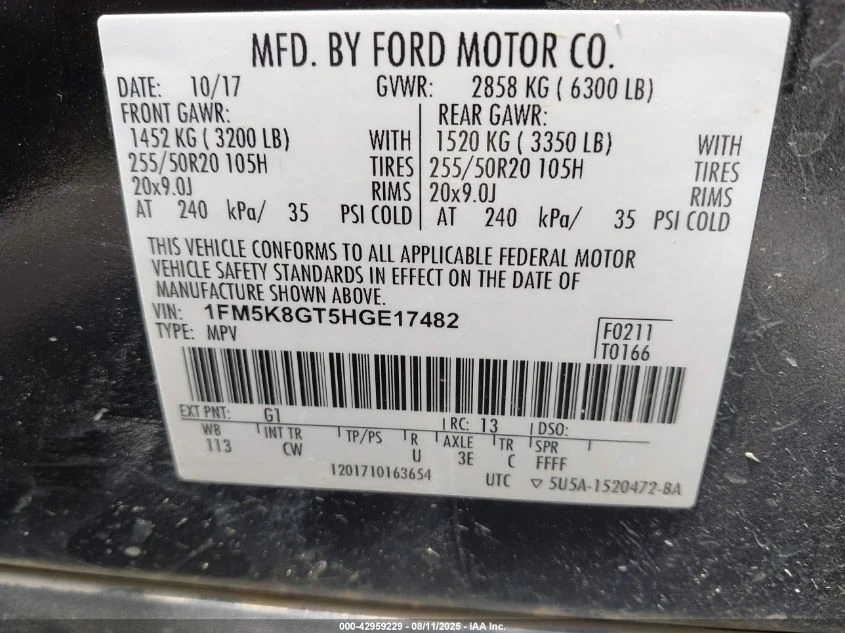 MFD. BY FORD MOTOR CO.
DATE: 10/17 GVWR: 2858 KG ( 6300 LB)
FRONT GAWR: REAR GAWR:
1452 KG ( 3200 LB) WITH 1520 KG ( 3350 LB) WITH
255/50R20 105H TIRES 255/50R20 105H TIRES
20x9.0J RIMS 20x9.0J RIMS
AT 240 kPa/ 35 PSI COLD AT 240 kPa/ 35 PSI COLD
THIS VEHICLE CONFORMS TO ALL APPLICABLE FEDERAL MOTOR
VEHICLE SAFETY STANDARDS IN EFFECT ON THE DATE OF
MANUFACTURE SHOWN ABOVE.
VIN: 1FM5K8GT5HGE17482
TYPE: MPV
F0211
T0166
EXT PNT: G1 RC: 13 DSO:
WB INT TR TP/PS R AXLE TR SPR
113 CW U 3E C FFFF
1201710163654 UTC ▽ 5U5A-1520472-BA
000-42959229 - 08/11/2025 - IAA Inc.